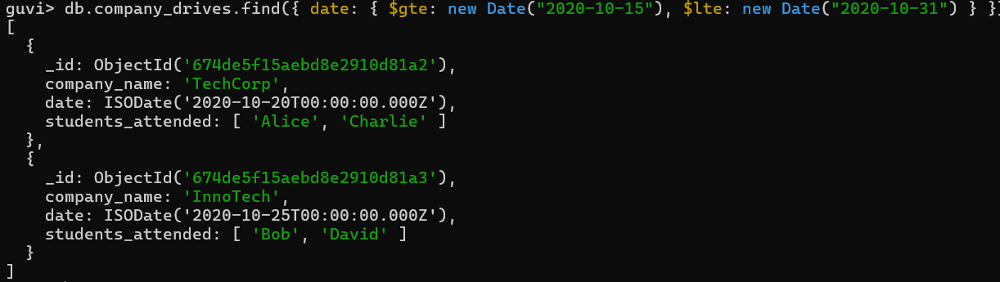 guvi> db.company_drives.find({ date: { $gte: new Date("2020-10-15"), $lte: new Date("2020-10-31") } })
[
  {
    _id: ObjectId('674de5f15aebd8e2910d81a2'),
    company_name: 'TechCorp',
    date: ISODate('2020-10-20T00:00:00.000Z'),
    students_attended: [ 'Alice', 'Charlie' ]
  },
  {
    _id: ObjectId('674de5f15aebd8e2910d81a3'),
    company_name: 'InnoTech',
    date: ISODate('2020-10-25T00:00:00.000Z'),
    students_attended: [ 'Bob', 'David' ]
  }
]